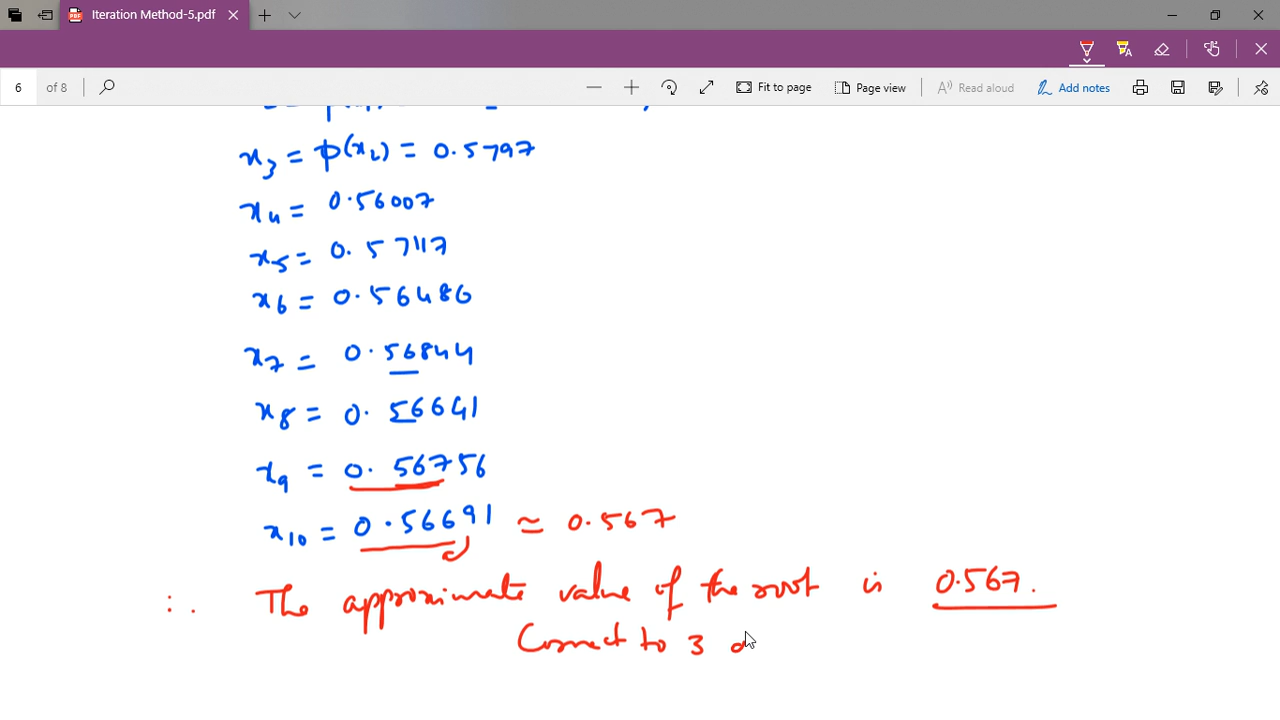 Iteration Method-5.pdf
6 of 8 Fit to page Page view Read aloud Add notes
x₃ = φ(x₂) = 0.5797
x₄ = 0.56007
x₅ = 0.57117
x₆ = 0.56486
x₇ = 0.56844
x₈ = 0.56641
x₉ = 0.56756
x₁₀ = 0.56691 ≃ 0.567
∴ The approximate value of the root is 0.567.
Correct to 3 d